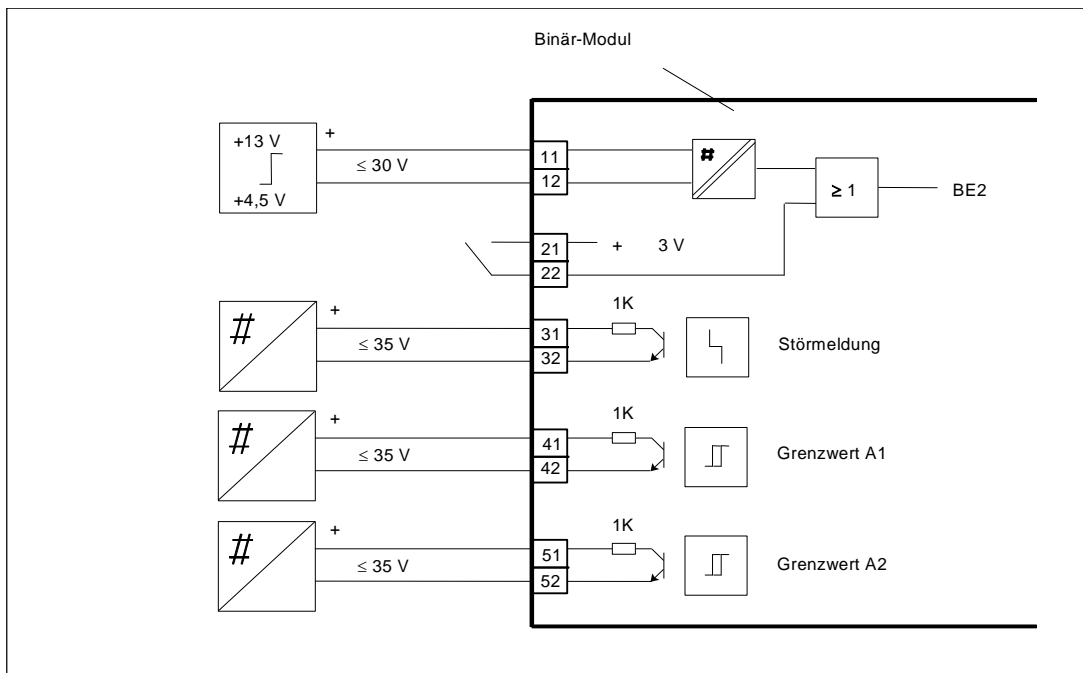 Binär-Modul
+13 V
+4,5 V
+
≤ 30 V
11
12
#
≥ 1
BE2
21
22
+ 3 V
#
+
≤ 35 V
31
32
1K
Störmeldung
#
+
≤ 35 V
41
42
1K
Grenzwert A1
#
+
≤ 35 V
51
52
1K
Grenzwert A2